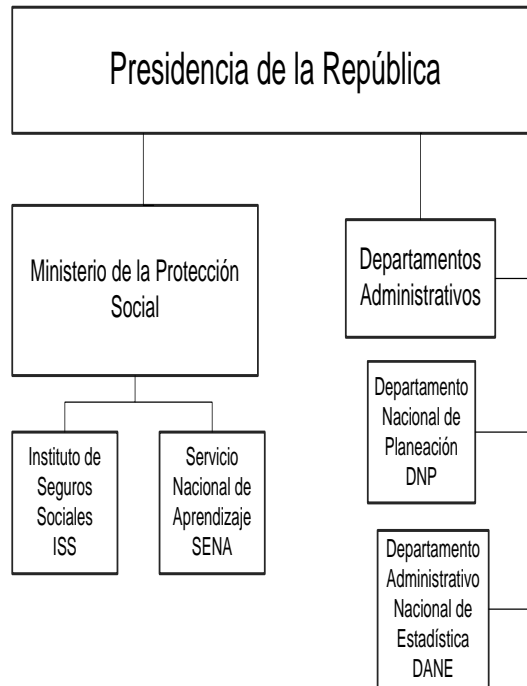 Presidencia de la República
Ministerio de la Protección
Social
Departamentos
Administrativos
Instituto de
Seguros
Sociales
ISS
Servicio
Nacional de
Aprendizaje
SENA
Departamento
Nacional de
Planeación
DNP
Departamento
Administrativo
Nacional de
Estadística
DANE